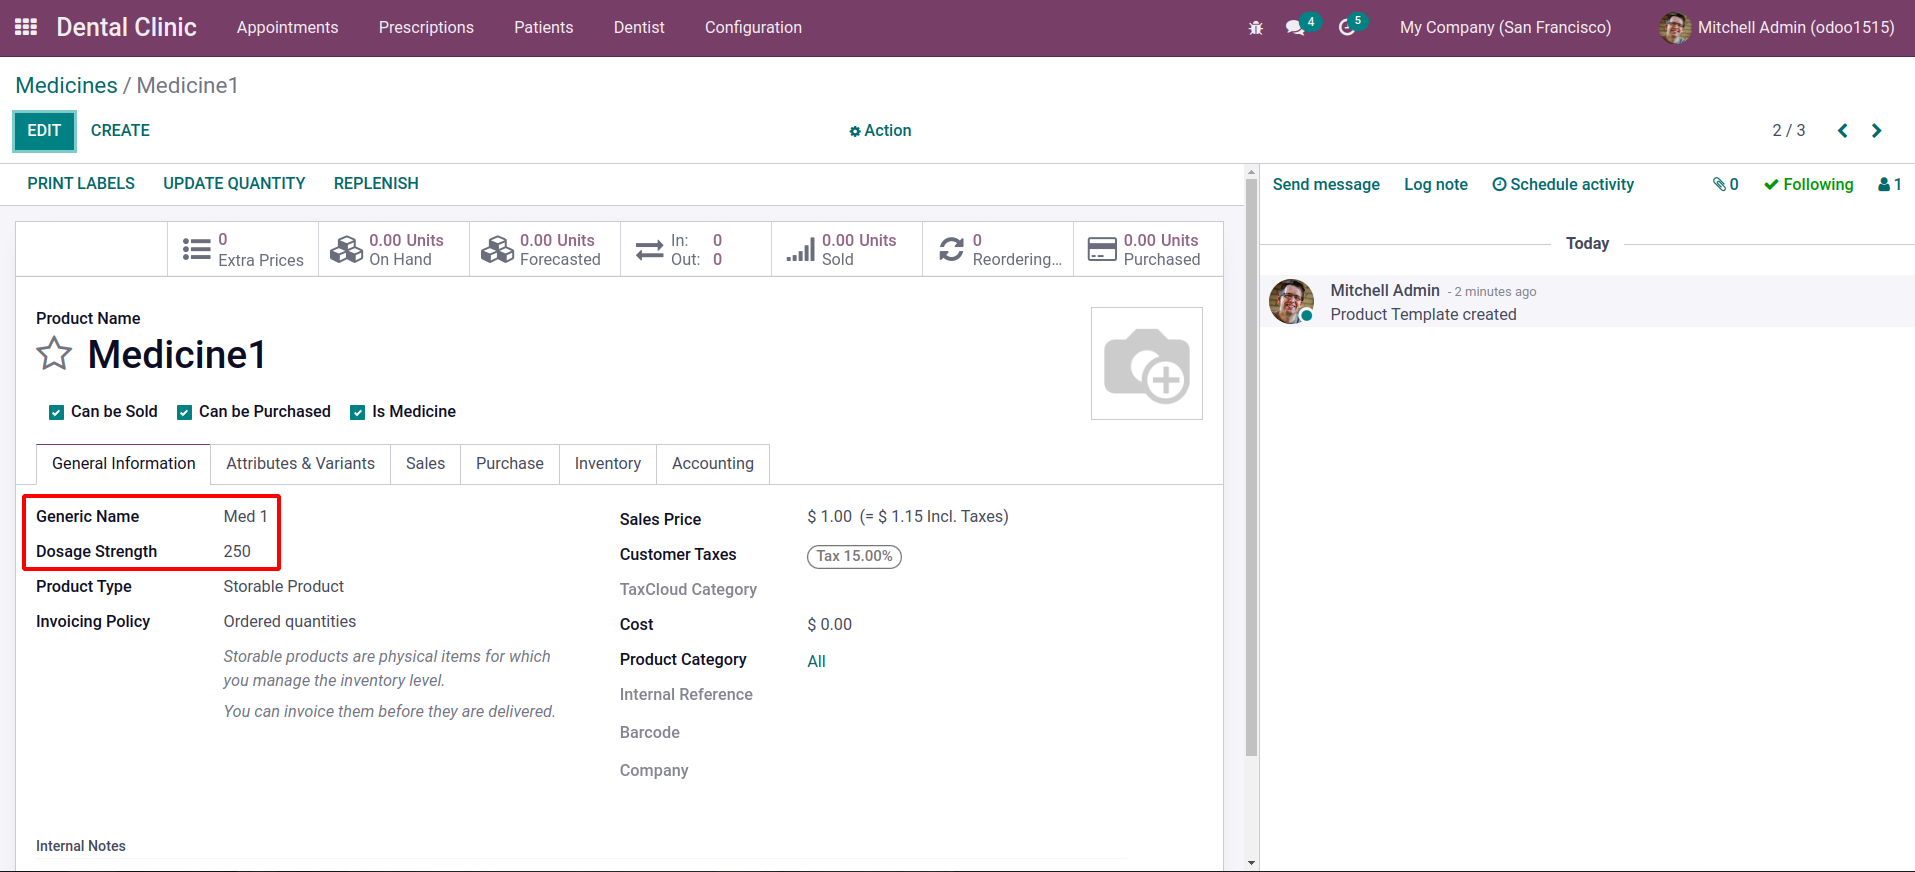 Dental Clinic Appointments Prescriptions Patients Dentist Configuration 4 5 My Company (San Francisco) Mitchell Admin (odoo1515)
Medicines / Medicine1
EDIT CREATE Action 2 / 3
PRINT LABELS UPDATE QUANTITY REPLENISH
0
Extra Prices
0.00 Units
On Hand
0.00 Units
Forecasted
In: 0
Out: 0
0.00 Units
Sold
0
Reordering...
0.00 Units
Purchased
Product Name
Medicine1
Can be Sold Can be Purchased Is Medicine
General Information Attributes & Variants Sales Purchase Inventory Accounting
Generic Name Med 1
Dosage Strength 250
Product Type Storable Product
Invoicing Policy Ordered quantities
Storable products are physical items for which
you manage the inventory level.
You can invoice them before they are delivered.
Sales Price $ 1.00 (= $ 1.15 Incl. Taxes)
Customer Taxes Tax 15.00%
TaxCloud Category
Cost $ 0.00
Product Category All
Internal Reference
Barcode
Company
Internal Notes
Send message Log note Schedule activity 0 Following 1
Today
Mitchell Admin - 2 minutes ago
Product Template created